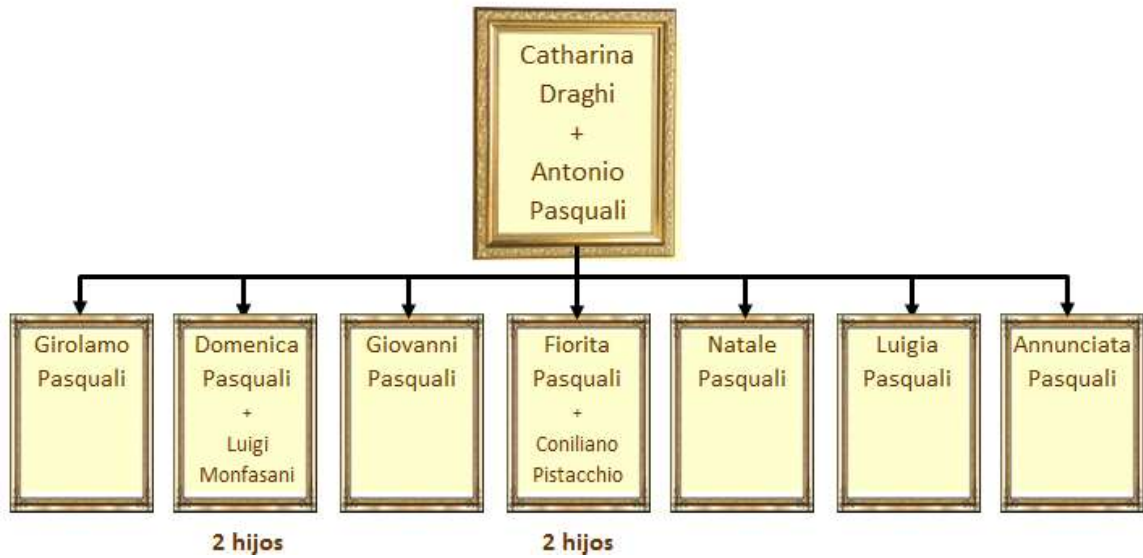 Catharina
Draghi
+
Antonio
Pasquali
Girolamo
Pasquali
Domenica
Pasquali
+
Luigi
Monfasani
Giovanni
Pasquali
Fiorita
Pasquali
+
Coniliano
Pistacchio
Natale
Pasquali
Luigia
Pasquali
Annunciata
Pasquali
2 hijos
2 hijos